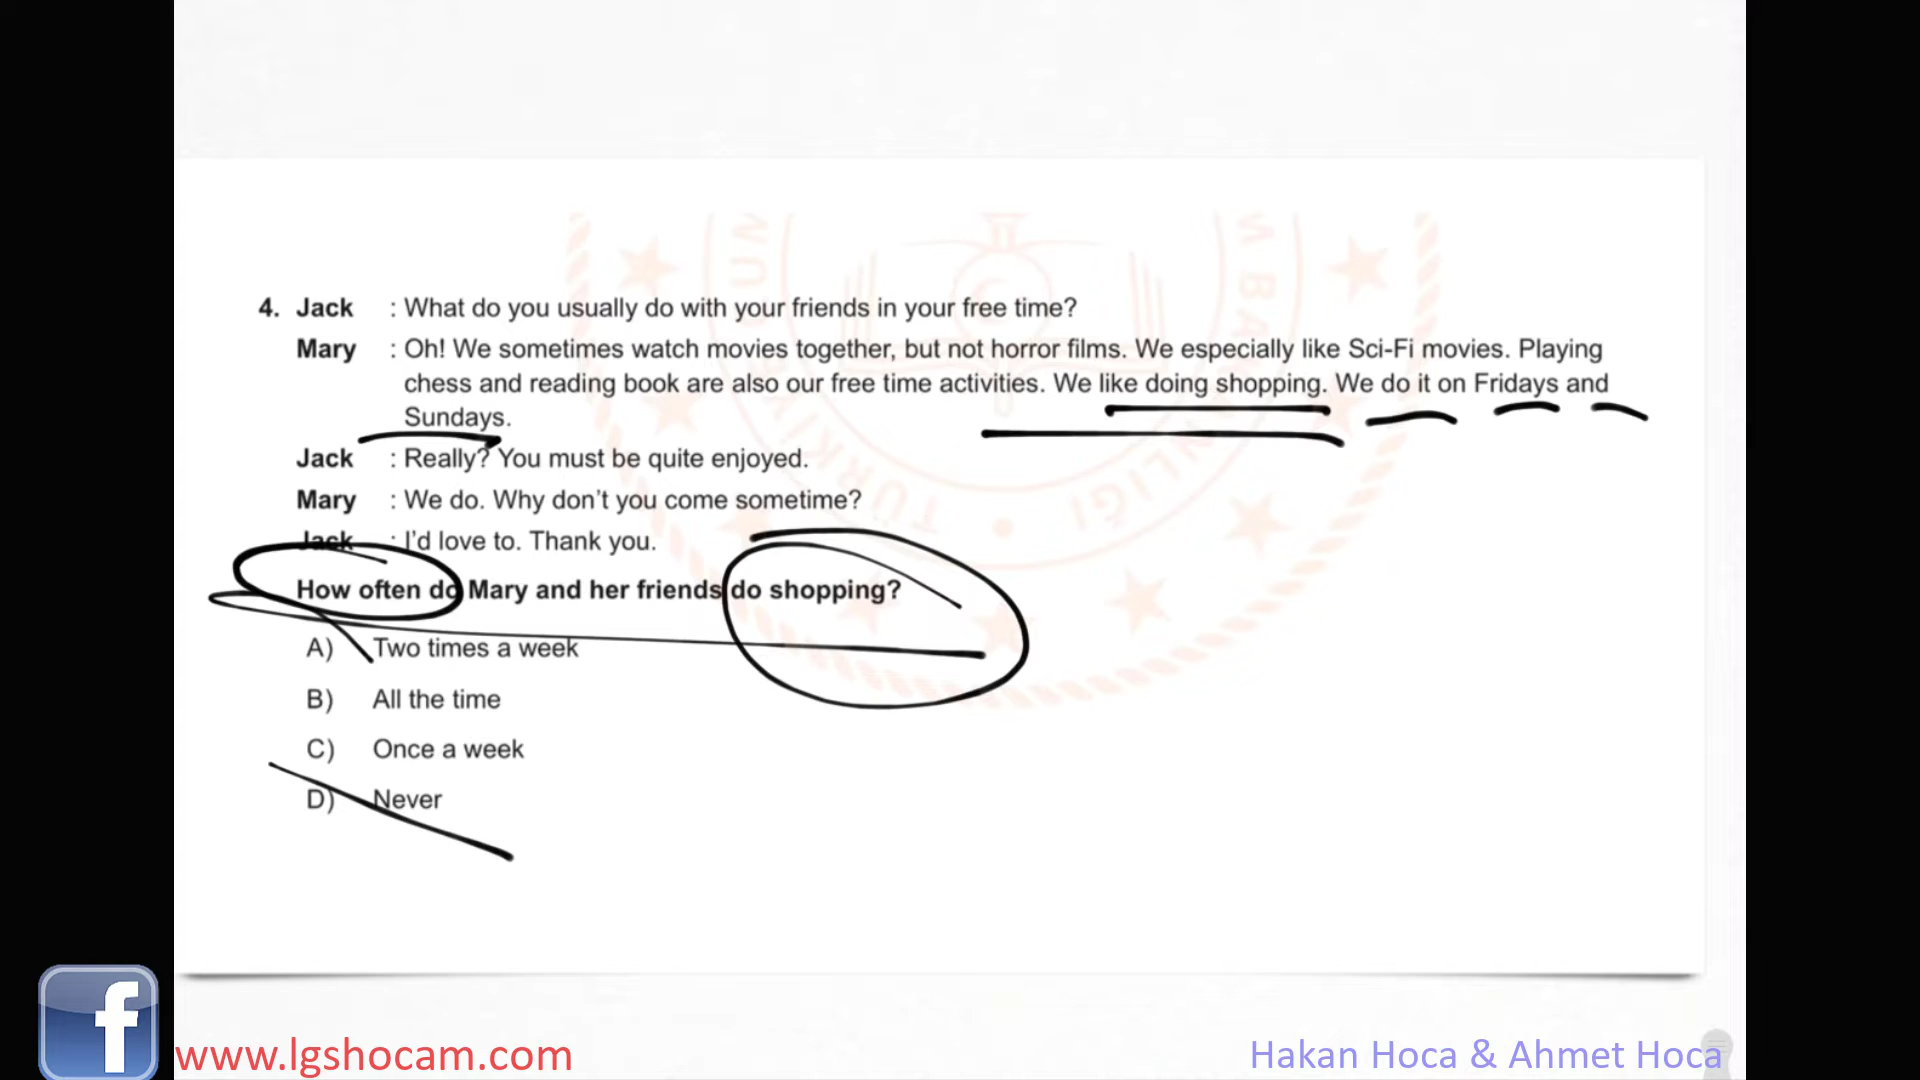 4. Jack : What do you usually do with your friends in your free time?
Mary : Oh! We sometimes watch movies together, but not horror films. We especially like Sci-Fi movies. Playing
chess and reading book are also our free time activities. We like doing shopping. We do it on Fridays and
Sundays.
Jack : Really? You must be quite enjoyed.
Mary : We do. Why don't you come sometime?
Jack : I'd love to. Thank you.
How often do Mary and her friends do shopping?
A) Two times a week
B) All the time
C) Once a week
D) Never
www.lgshocam.com
Hakan Hoca & Ahmet Hoca